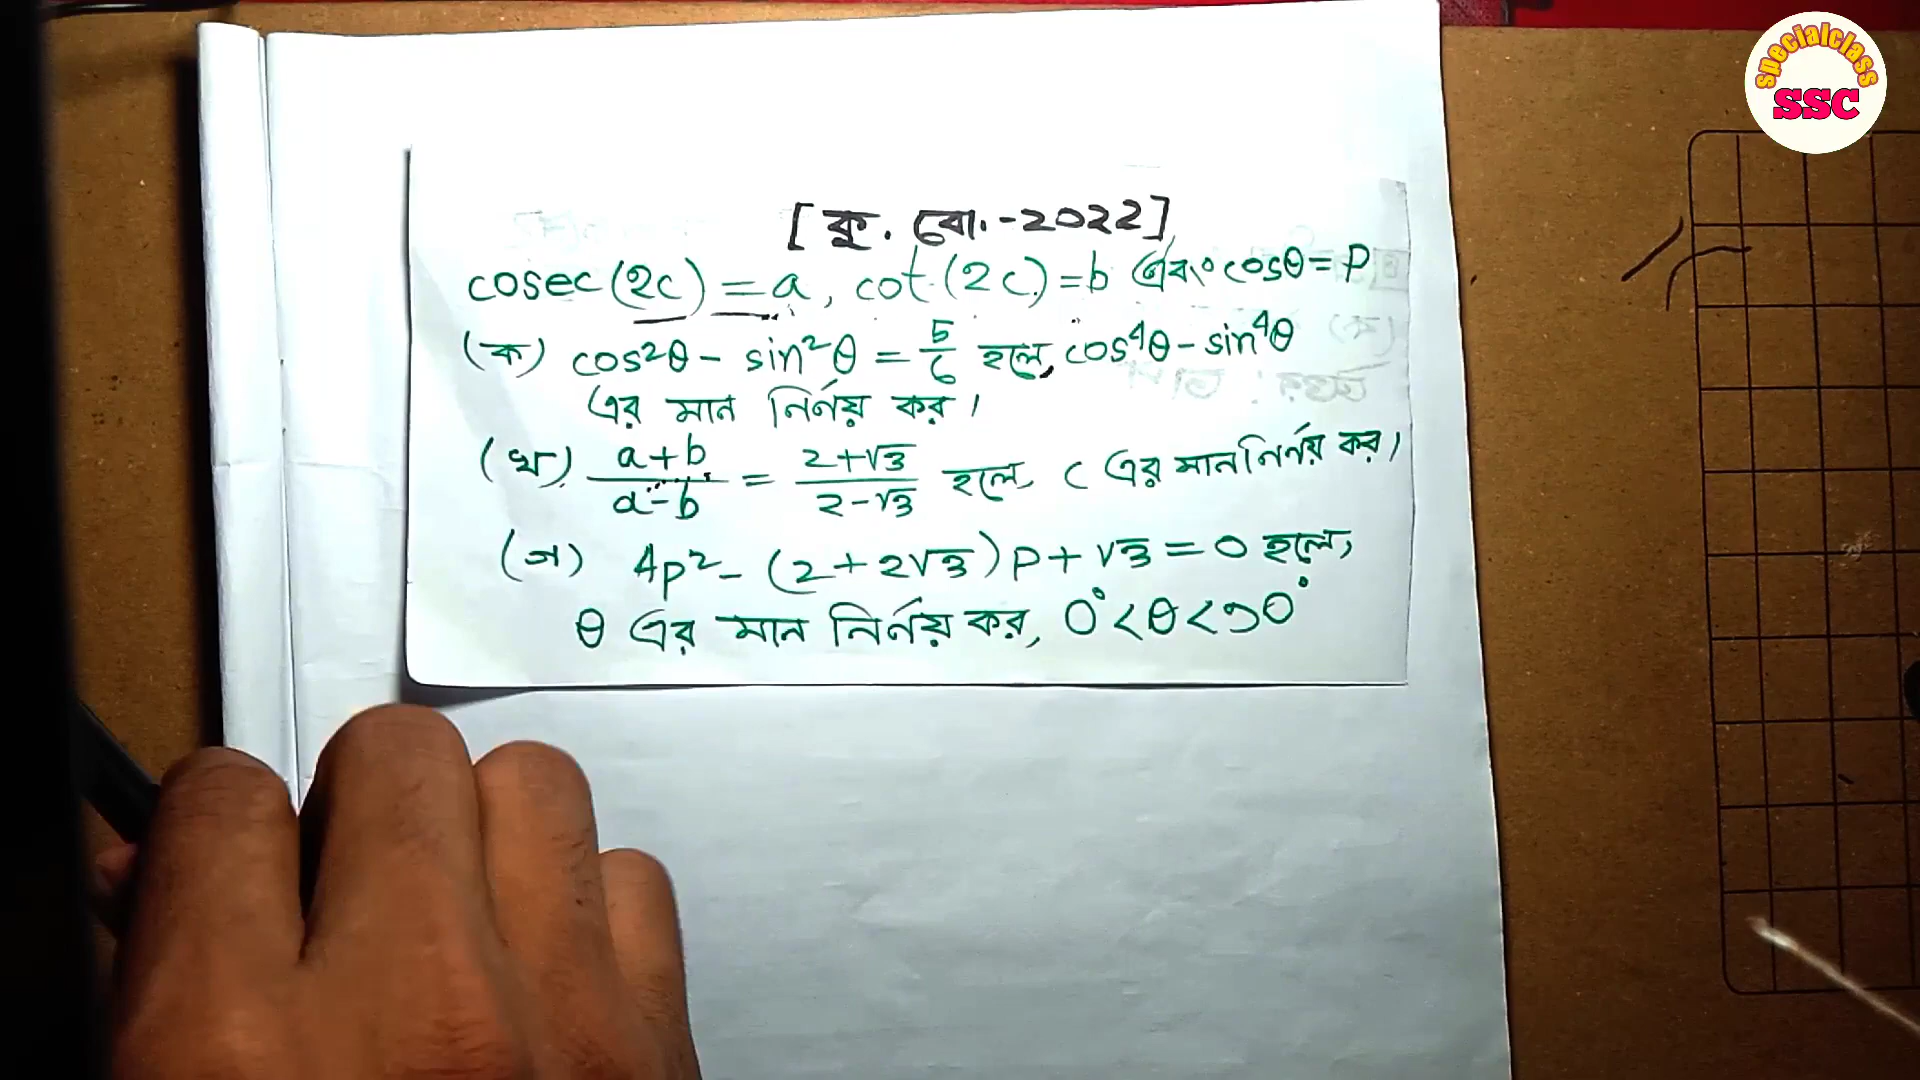 specialclass
SSC
[কু. বো.-2022]
cosec(2c) = a, cot(2c) = b এবং cosθ = P
(ক) cos²θ - sin²θ = 5/6 হলে, cos⁴θ - sin⁴θ
এর মান নির্ণয় কর।
(খ) a+b/a-b = 2+√3/2-√3 হলে, c এর মান নির্ণয় কর।
(গ) 4p² - (2+2√3)p + √3 = 0 হলে,
θ এর মান নির্ণয় কর, 0° < θ < ৯0°